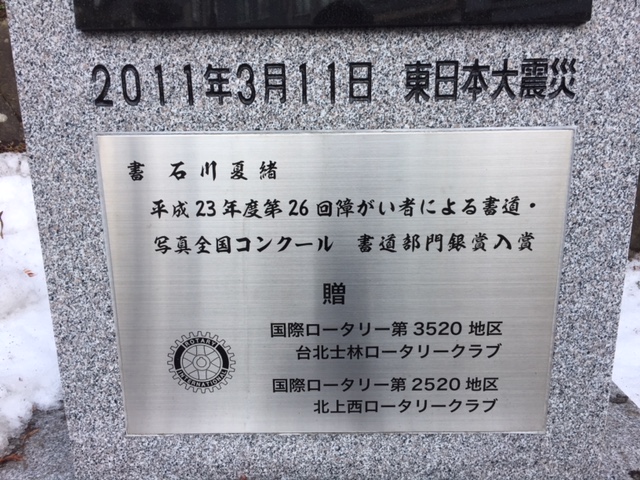 2011年3月11日 東日本大震災
書 石川夏緒
平成23年度第26回障がい者による書道・
写真全国コンクール 書道部門銀賞入賞
贈
国際ロータリー第3520地区
台北士林ロータリークラブ
ROTARY
INTERNATIONAL
国際ロータリー第2520地区
北上西ロータリークラブ